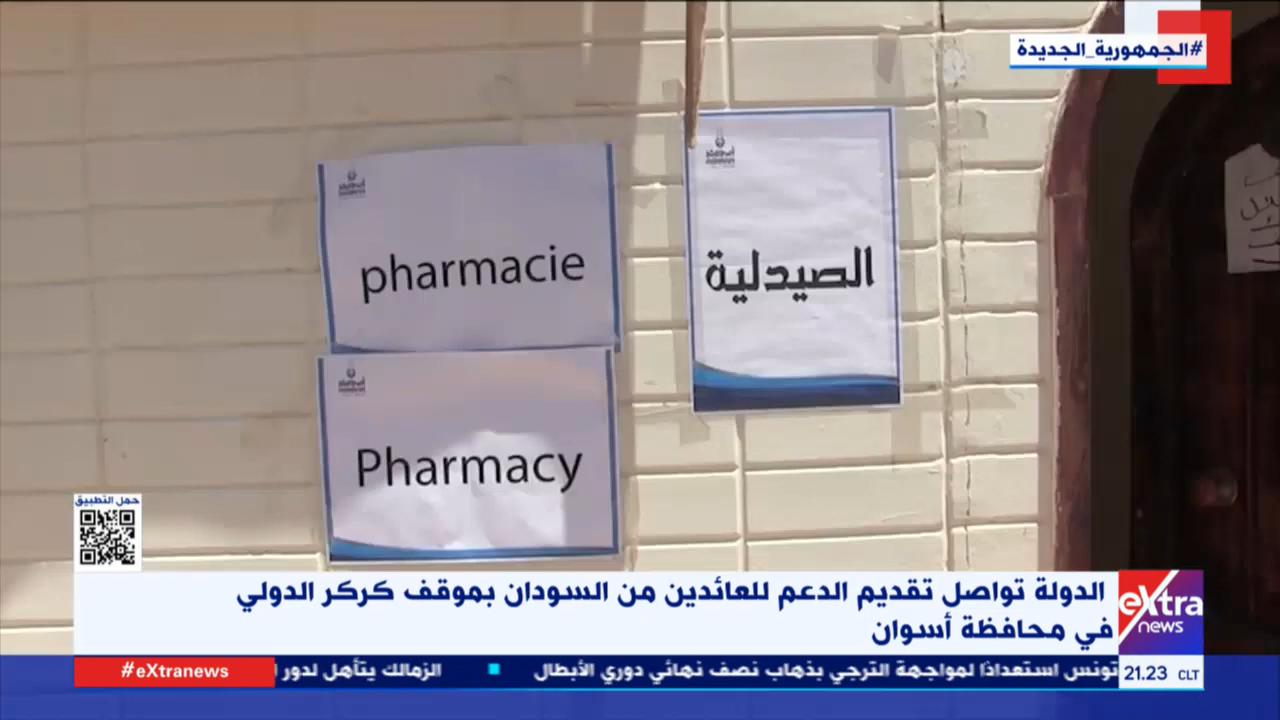 #الجمهورية_الجديدة
pharmacie
الصيدلية
Pharmacy
حمل التطبيق
الدولة تواصل تقديم الدعم للعائدين من السودان بموقف كركر الدولي
في محافظة أسوان
eXtra
news
#eXtranews
تونس استعدادًا لمواجهة الترجي بذهاب نصف نهائي دوري الأبطال
الزمالك يتأهل لدور ا
21.23 CLT